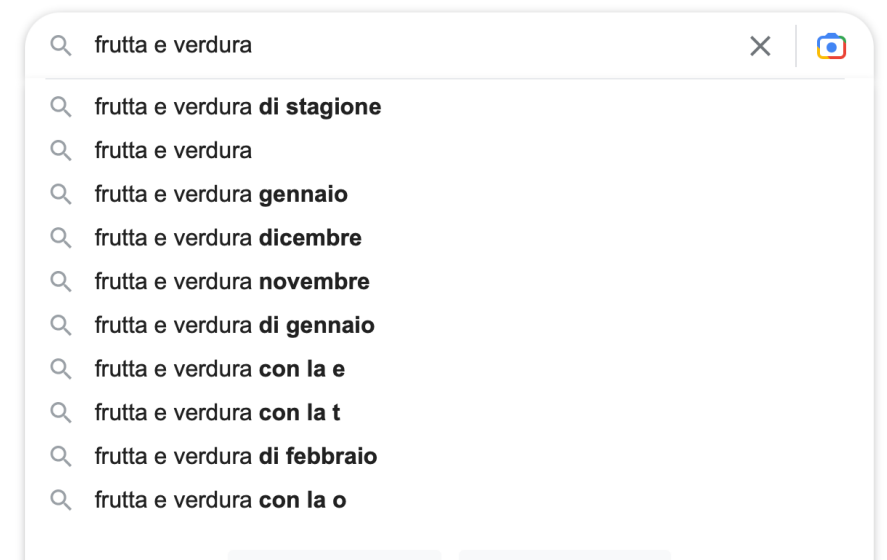 frutta e verdura
frutta e verdura di stagione
frutta e verdura
frutta e verdura gennaio
frutta e verdura dicembre
frutta e verdura novembre
frutta e verdura di gennaio
frutta e verdura con la e
frutta e verdura con la t
frutta e verdura di febbraio
frutta e verdura con la o